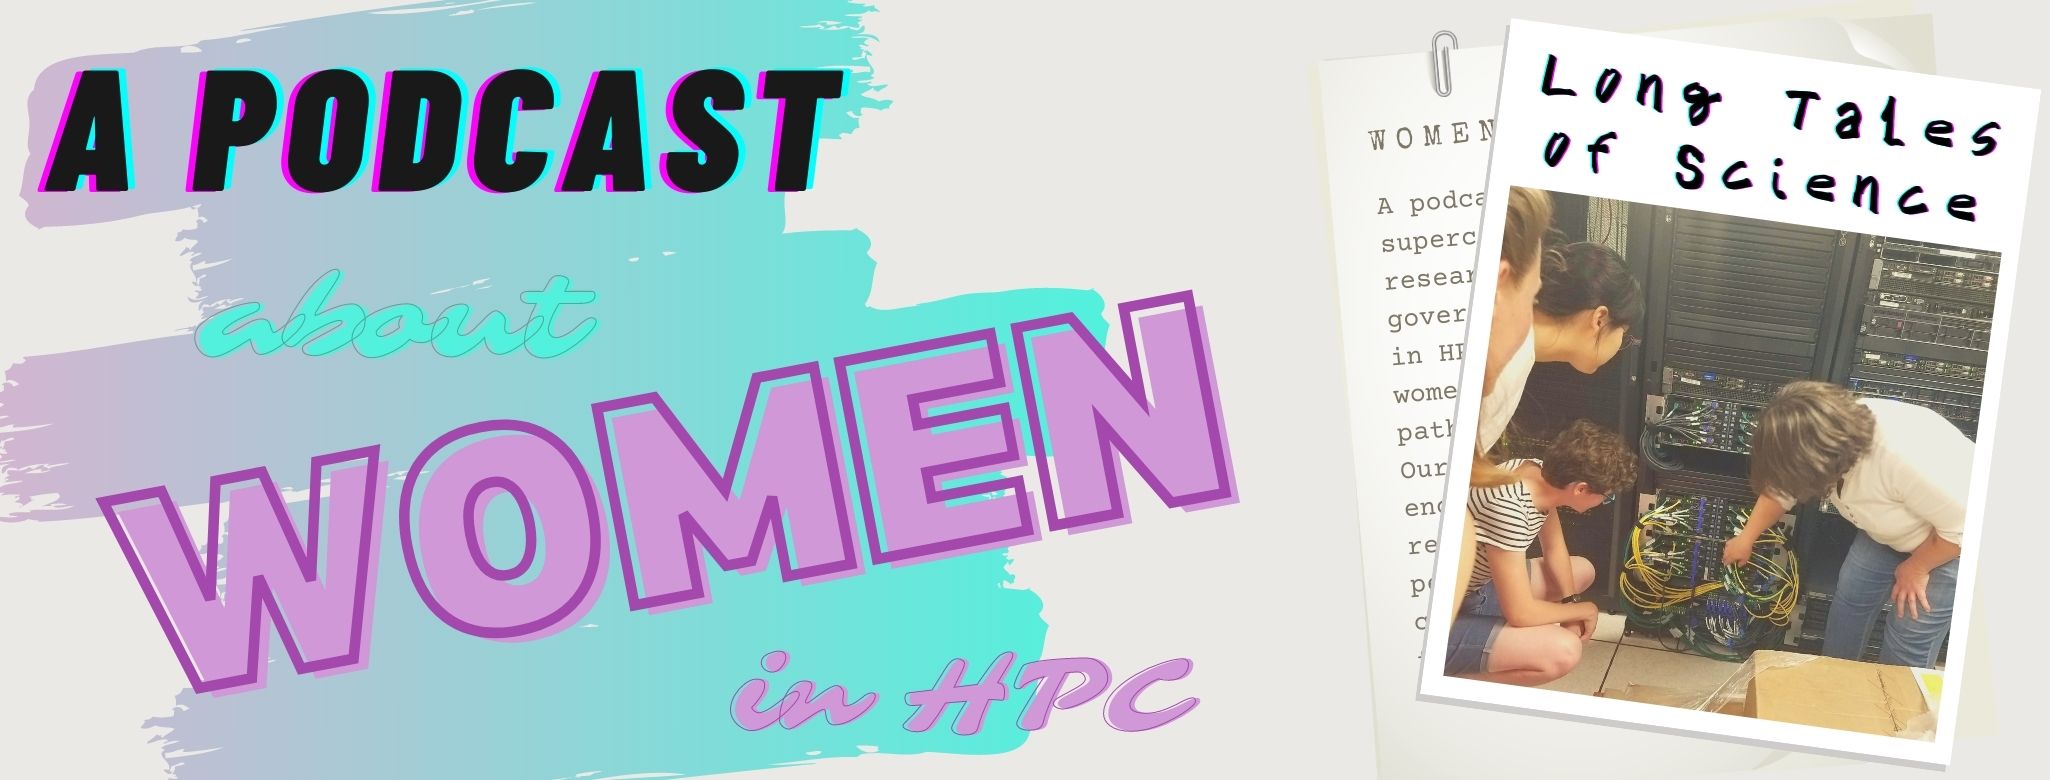 A PODCAST
about
WOMEN
in HPC
WOMEN
A podca
superc
resear
gover
in HP
wome
path
Our
enc
re
pe
Long Tales
of Science